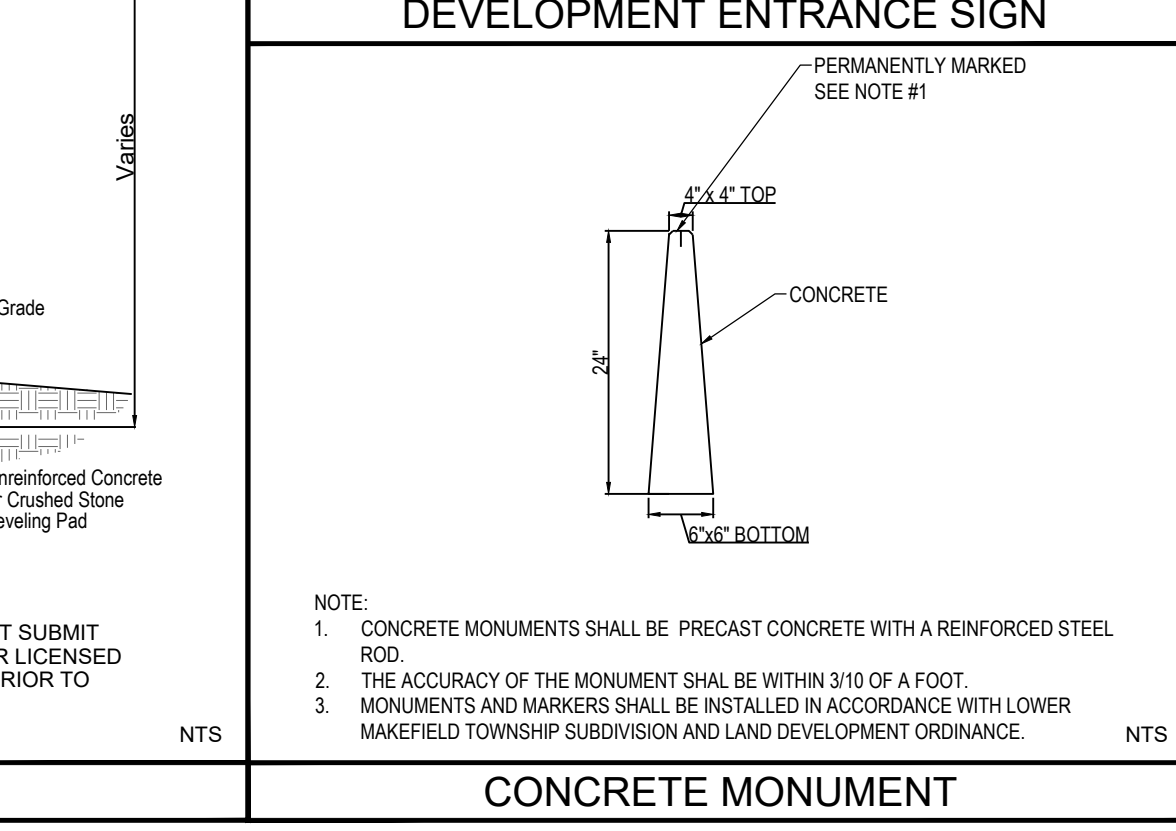 DEVELOPMENT ENTRANCE SIGN
PERMANENTLY MARKED
SEE NOTE #1
4" x 4" TOP
CONCRETE
24"
6"x6" BOTTOM
NOTE:
1. CONCRETE MONUMENTS SHALL BE PRECAST CONCRETE WITH A REINFORCED STEEL
ROD.
2. THE ACCURACY OF THE MONUMENT SHAL BE WITHIN 3/10 OF A FOOT.
3. MONUMENTS AND MARKERS SHALL BE INSTALLED IN ACCORDANCE WITH LOWER
MAKEFIELD TOWNSHIP SUBDIVISION AND LAND DEVELOPMENT ORDINANCE.
NTS
CONCRETE MONUMENT
Varies
Grade
nreinforced Concrete
r Crushed Stone
eveling Pad
T SUBMIT
R LICENSED
RIOR TO
NTS